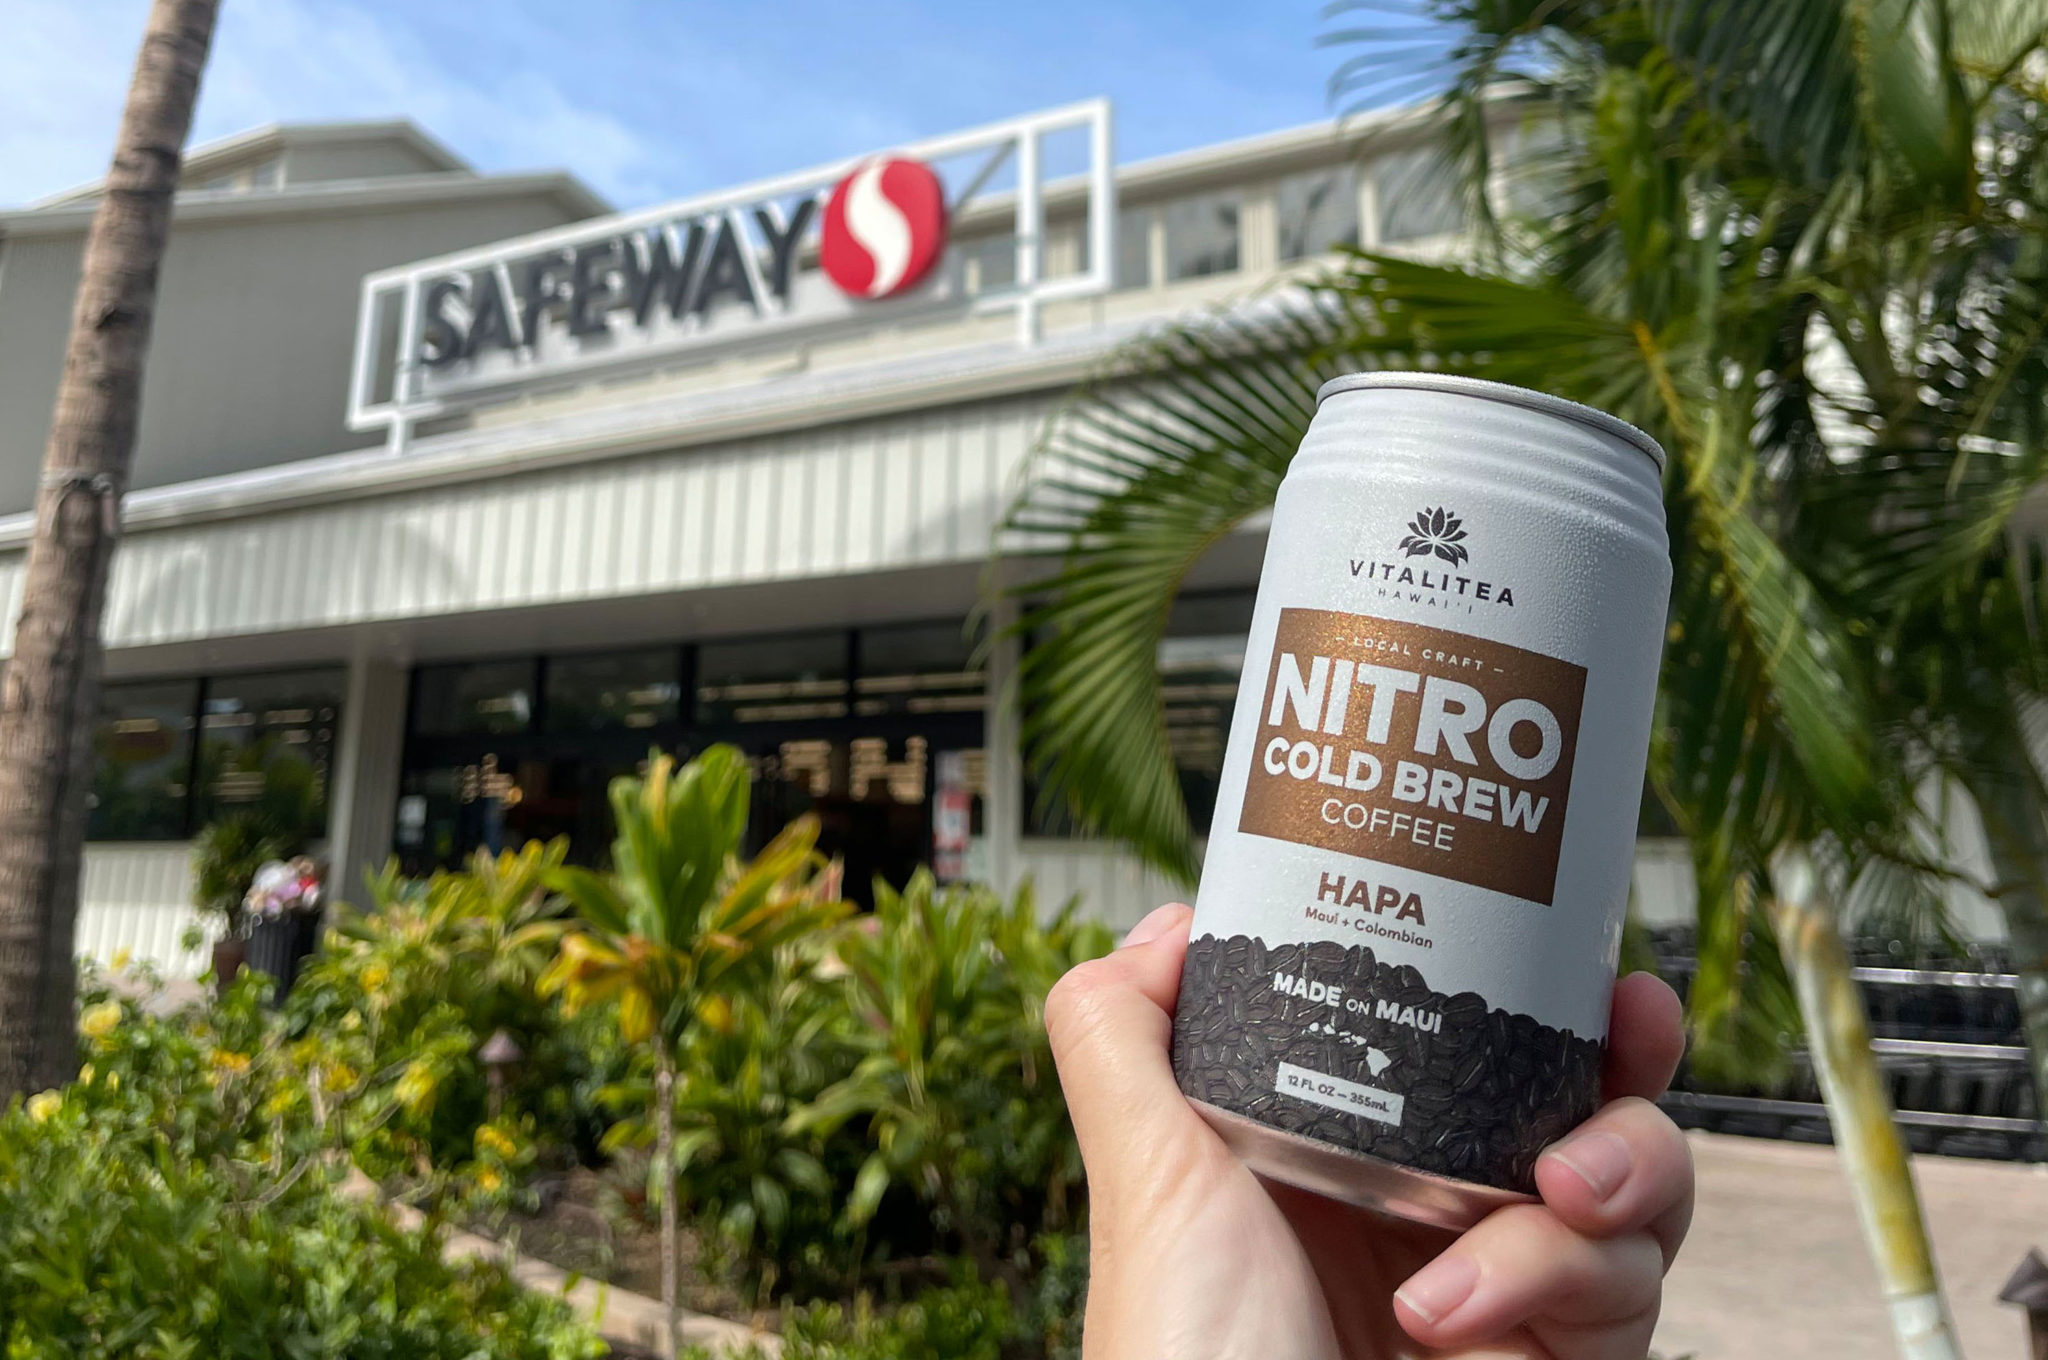 SAFEWAY
VITALITEA
HAWAI'I
— LOCAL CRAFT —
NITRO
COLD BREW
COFFEE
HAPA
Maui + Colombian
MADE ON MAUI
12 FL OZ — 355mL